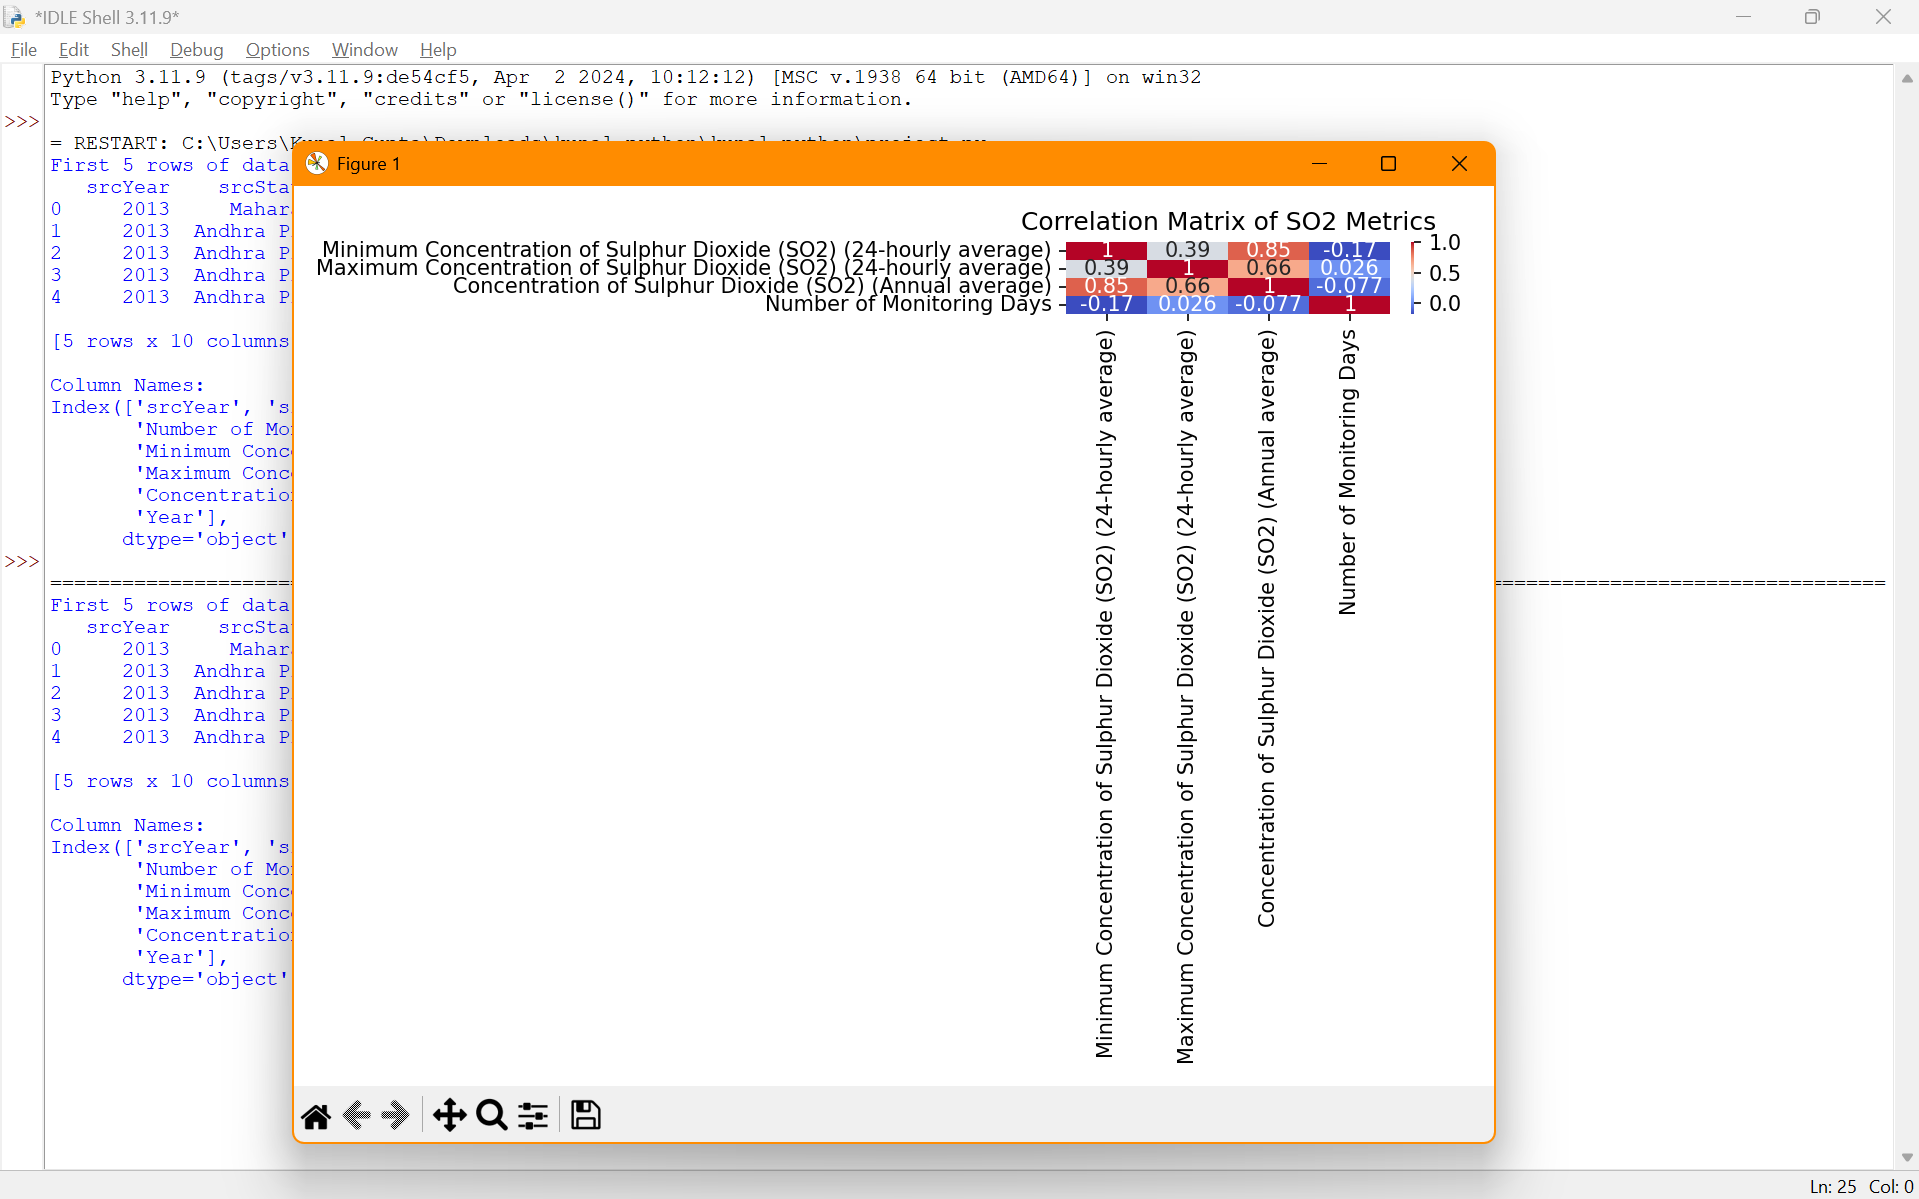 *IDLE Shell 3.11.9*
File Edit Shell Debug Options Window Help
Python 3.11.9 (tags/v3.11.9:de54cf5, Apr  2 2024, 10:12:12) [MSC v.1938 64 bit (AMD64)] on win32
Type "help", "copyright", "credits" or "license()" for more information.
>>>
= RESTART: C:\Users\
First 5 rows of data
srcYear srcSta
0 2013 Mahar
1 2013 Andhra P
2 2013 Andhra P
3 2013 Andhra P
4 2013 Andhra P
[5 rows x 10 columns
Column Names:
Index(['srcYear', 's
'Number of Mo
'Minimum Conc
'Maximum Conc
'Concentratio
'Year'],
dtype='object'
>>>
First 5 rows of data
srcYear srcSta
0 2013 Mahar
1 2013 Andhra P
2 2013 Andhra P
3 2013 Andhra P
4 2013 Andhra P
[5 rows x 10 columns
Column Names:
Index(['srcYear', 's
'Number of Mo
'Minimum Conc
'Maximum Conc
'Concentratio
'Year'],
dtype='object'
Figure 1
Correlation Matrix of SO2 Metrics
Minimum Concentration of Sulphur Dioxide (SO2) (24-hourly average) 1 0.39 0.85 -0.17
Maximum Concentration of Sulphur Dioxide (SO2) (24-hourly average) 0.39 1 0.66 0.026
Concentration of Sulphur Dioxide (SO2) (Annual average) 0.85 0.66 1 -0.077
Number of Monitoring Days -0.17 0.026 -0.077 1
1.0
0.5
0.0
Minimum Concentration of Sulphur Dioxide (SO2) (24-hourly average)
Maximum Concentration of Sulphur Dioxide (SO2) (24-hourly average)
Concentration of Sulphur Dioxide (SO2) (Annual average)
Number of Monitoring Days
Ln: 25 Col: 0